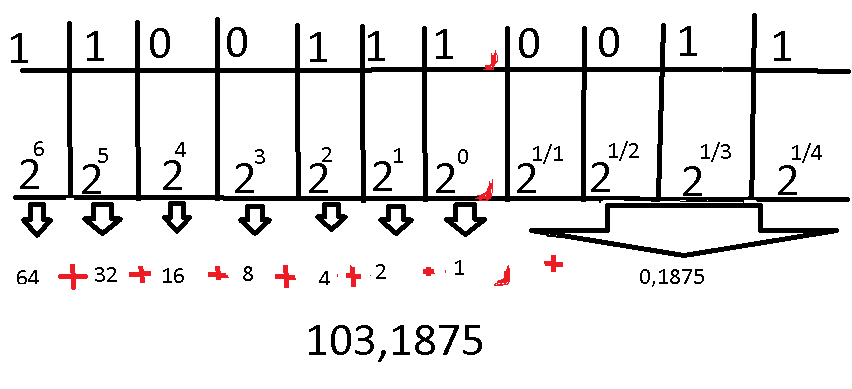 1 1 0 0 1 1 1 , 0 0 1 1
2^6 2^5 2^4 2^3 2^2 2^1 2^0 , 2^1/1 2^1/2 2^1/3 2^1/4
64 + 32 + 16 + 8 + 4 + 2 · 1 , + 0,1875
103,1875